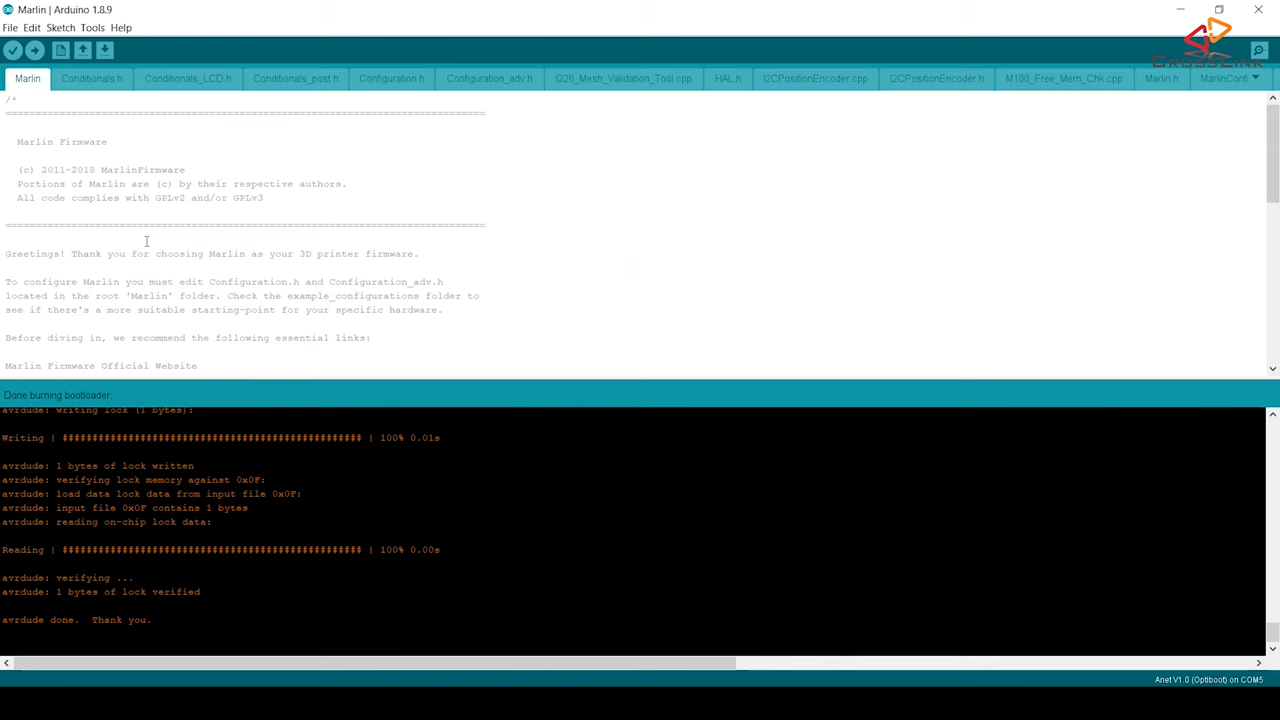 Marlin | Arduino 1.8.9
File Edit Sketch Tools Help
CROSSLINK
Marlin Conditionals.h Conditionals_LCD.h Conditionals_post.h Configuration.h Configuration_adv.h G26_Mesh_Validation_Tool.cpp HAL.h I2CPositionEncoder.cpp I2CPositionEncoder.h M100_Free_Mem_Chk.cpp Marlin.h MarlinConfi
/*
================================================================================
Marlin Firmware
(c) 2011-2018 MarlinFirmware
Portions of Marlin are (c) by their respective authors.
All code complies with GPLv2 and/or GPLv3
================================================================================
Greetings! Thank you for choosing Marlin as your 3D printer firmware.
To configure Marlin you must edit Configuration.h and Configuration_adv.h
located in the root 'Marlin' folder. Check the example_configurations folder to
see if there's a more suitable starting-point for your specific hardware.
Before diving in, we recommend the following essential links:
Marlin Firmware Official Website
Done burning bootloader.
avrdude: writing lock (1 bytes):
Writing | ################################################## | 100% 0.01s
avrdude: 1 bytes of lock written
avrdude: verifying lock memory against 0x0F:
avrdude: load data lock data from input file 0x0F:
avrdude: input file 0x0F contains 1 bytes
avrdude: reading on-chip lock data:
Reading | ################################################## | 100% 0.00s
avrdude: verifying ...
avrdude: 1 bytes of lock verified
avrdude done.  Thank you.
Anet V1.0 (Optiboot) on COM5